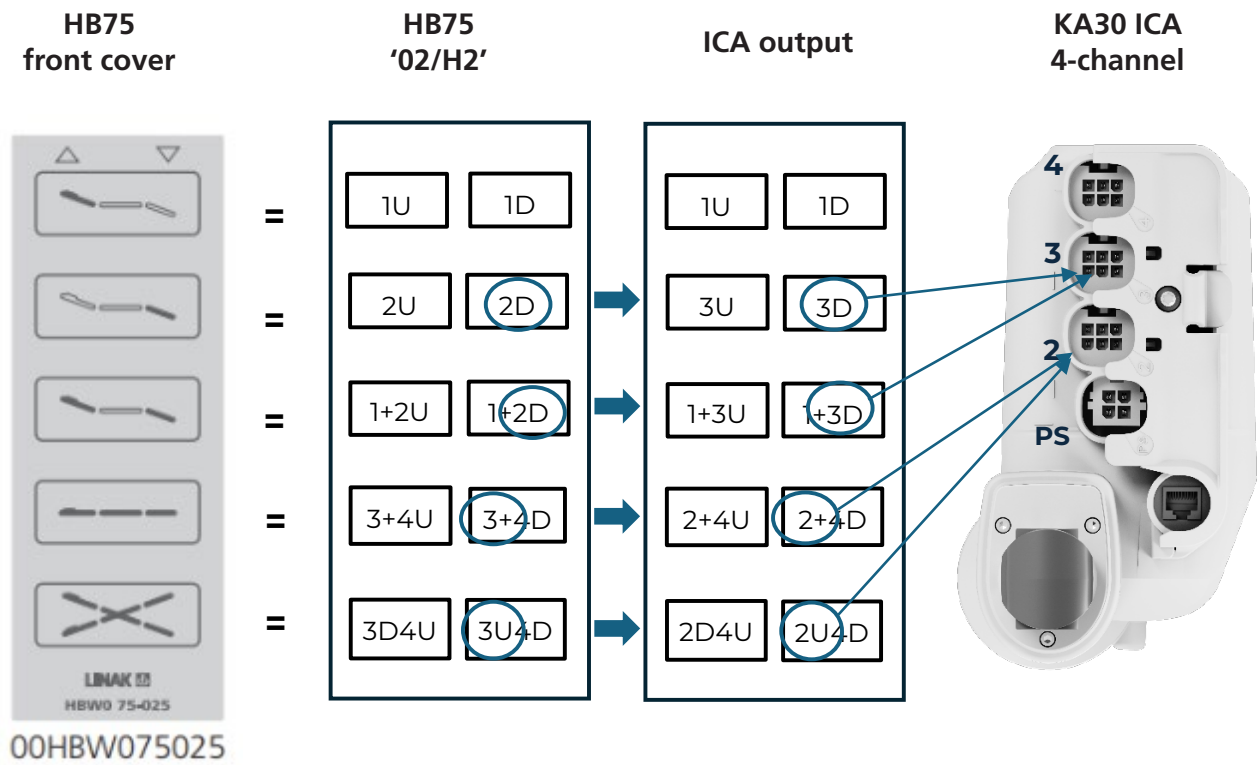 HB75
front cover
HB75
‘02/H2’
ICA output
KA30 ICA
4-channel
=
1U 1D
1U 1D
=
2U 2D
3U 3D
=
1+2U 1+2D
1+3U 1+3D
=
3+4U 3+4D
2+4U 2+4D
=
3D4U 3U4D
2D4U 2U4D
4
3
2
PS
LINAK
HBW0 75-025
00HBW075025